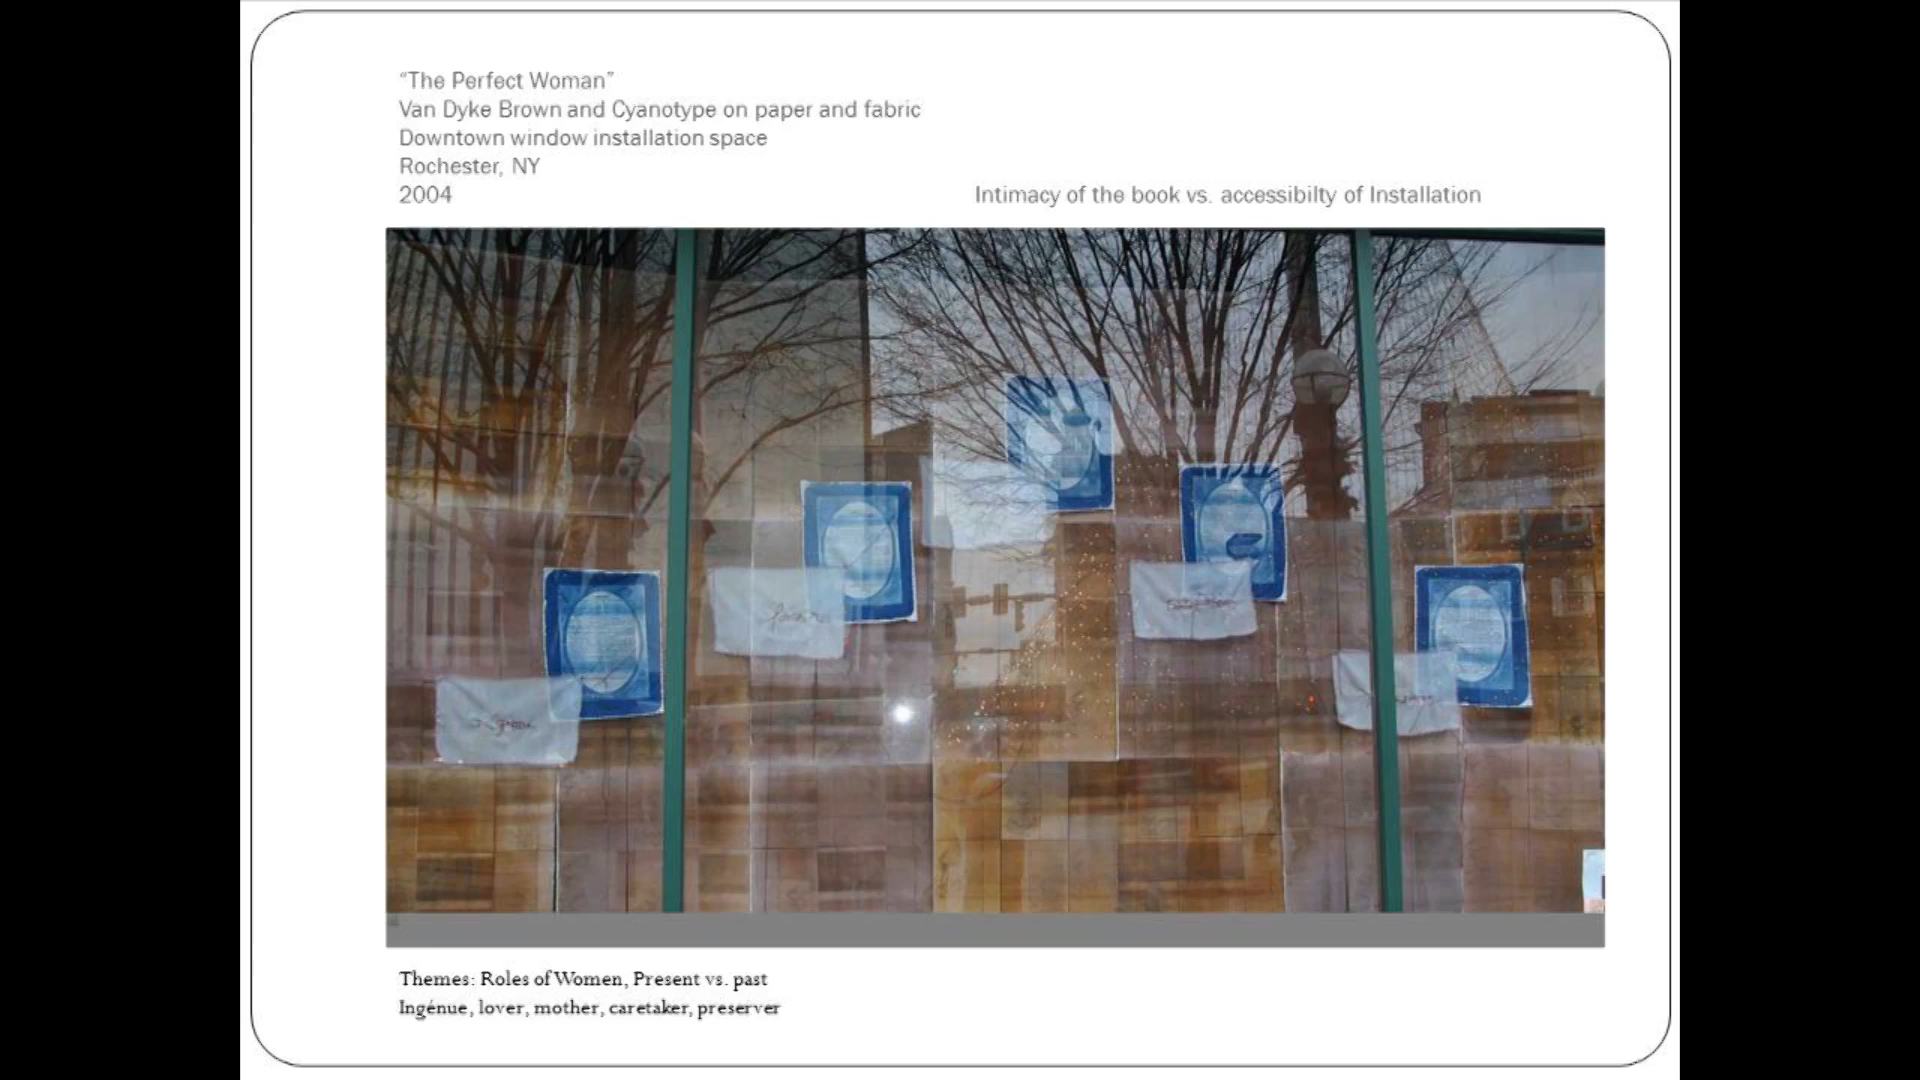 “The Perfect Woman”
Van Dyke Brown and Cyanotype on paper and fabric
Downtown window installation space
Rochester, NY
2004
Intimacy of the book vs. accessibilty of Installation
Themes: Roles of Women, Present vs. past
Ingénue, lover, mother, caretaker, preserver